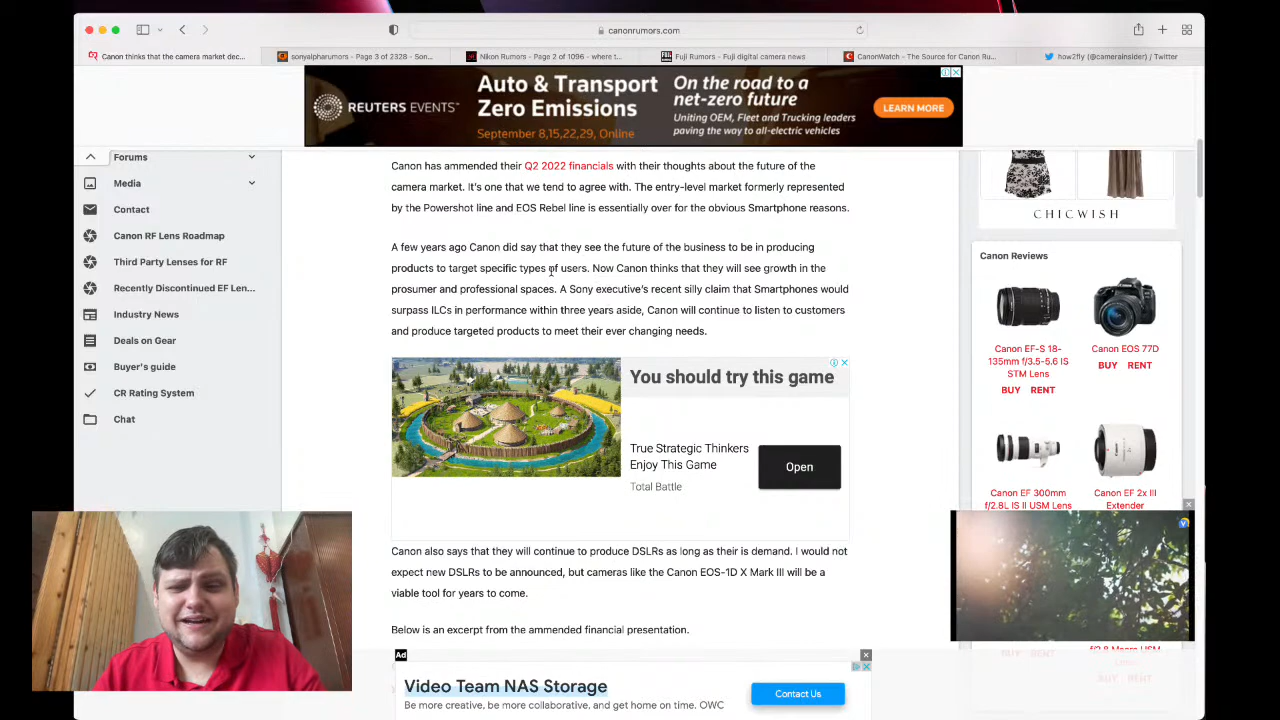 canonrumors.com
Canon thinks that the camera market dec...
sonyalpharumors - Page 3 of 2328 - Son...
Nikon Rumors - Page 2 of 1096 - where t...
Fuji Rumors - Fuji digital camera news
CanonWatch - The Source for Canon Ru...
how2fly (@camerainsider) / Twitter
REUTERS EVENTS™
Auto & Transport
Zero Emissions
September 8,15,22,29, Online
On the road to a
net-zero future
Uniting OEM, Fleet and Trucking leaders
paving the way to all-electric vehicles
LEARN MORE
Forums
Media
Contact
Canon RF Lens Roadmap
Third Party Lenses for RF
Recently Discontinued EF Len...
Industry News
Deals on Gear
Buyer's guide
CR Rating System
Chat
Canon has ammended their Q2 2022 financials with their thoughts about the future of the
camera market. It's one that we tend to agree with. The entry-level market formerly represented
by the Powershot line and EOS Rebel line is essentially over for the obvious Smartphone reasons.
A few years ago Canon did say that they see the future of the business to be in producing
products to target specific types of users. Now Canon thinks that they will see growth in the
prosumer and professional spaces. A Sony executive's recent silly claim that Smartphones would
surpass ILCs in performance within three years aside, Canon will continue to listen to customers
and produce targeted products to meet their ever changing needs.
You should try this game
True Strategic Thinkers
Enjoy This Game
Total Battle
Open
Canon also says that they will continue to produce DSLRs as long as their is demand. I would not
expect new DSLRs to be announced, but cameras like the Canon EOS-1D X Mark III will be a
viable tool for years to come.
Below is an excerpt from the ammended financial presentation.
Ad
Video Team NAS Storage
Be more creative, be more collaborative, and get home on time. OWC
Contact Us
CHICWISH
Canon Reviews
Canon EF-S 18-
135mm f/3.5-5.6 IS
STM Lens
BUY RENT
Canon EOS 77D
BUY RENT
Canon EF 300mm
f/2.8L IS II USM Lens
Canon EF 2x III
Extender
f/2.8 Macro USM
BUY RENT
BUY RENT